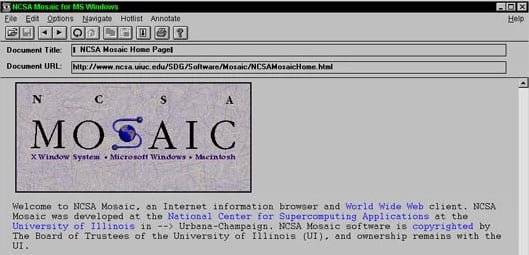 NCSA Mosaic for MS Windows
File Edit Options Navigate Hotlist Annotate Help
Document Title: NCSA Mosaic Home Page
Document URL: http://www.ncsa.uiuc.edu/SDG/Software/Mosaic/NCSAMosaicHome.html
N C S A
MOSAIC
X Window System • Microsoft Windows • Macintosh
Welcome to NCSA Mosaic, an Internet information browser and World Wide Web client. NCSA
Mosaic was developed at the National Center for Supercomputing Applications at the
University of Illinois in --> Urbana-Champaign. NCSA Mosaic software is copyrighted by
The Board of Trustees of the University of Illinois (UI), and ownership remains with the
UI.